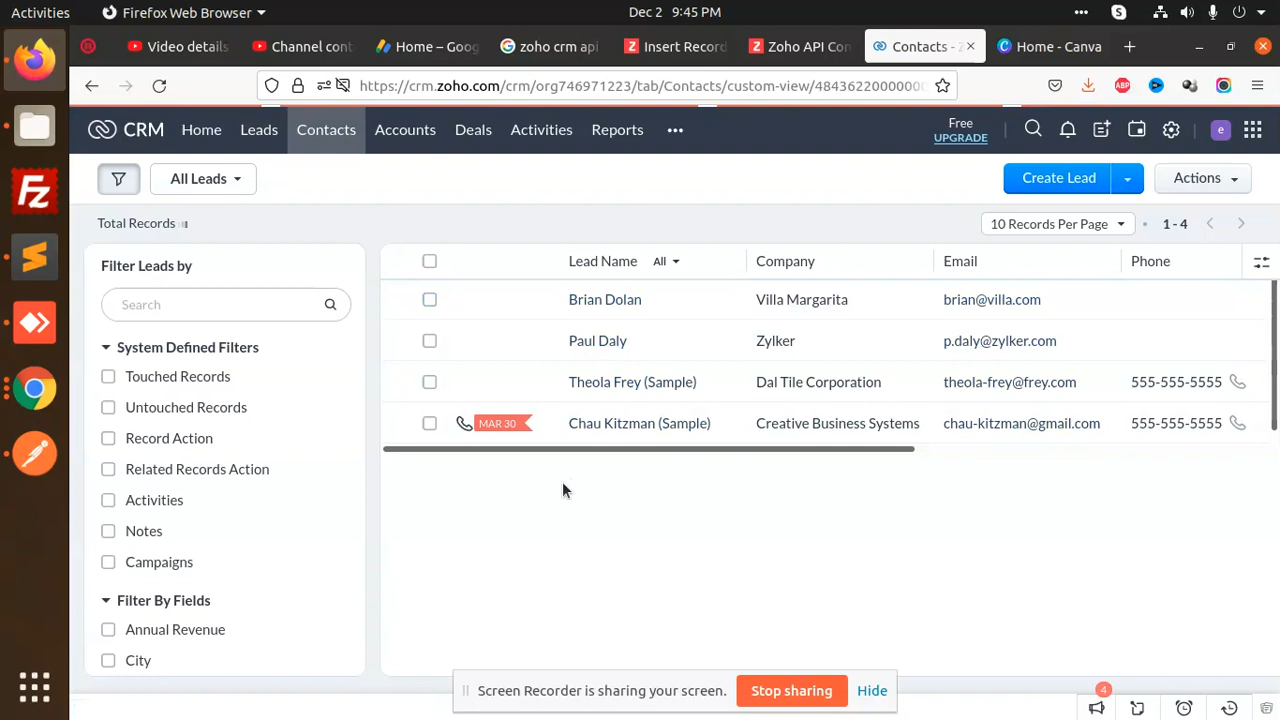 Activities Firefox Web Browser Dec 2 9:45 PM
Video details Channel cont Home – Goog zoho crm api Insert Record Zoho API Con Contacts - Z Home - Canva
https://crm.zoho.com/crm/org746971223/tab/Contacts/custom-view/48436220000000
CRM Home Leads Contacts Accounts Deals Activities Reports Free UPGRADE e
All Leads Create Lead Actions
Total Records 10 Records Per Page 1 - 4
Filter Leads by
Search
System Defined Filters
Touched Records
Untouched Records
Record Action
Related Records Action
Activities
Notes
Campaigns
Filter By Fields
Annual Revenue
City
Lead Name All Company Email Phone
Brian Dolan Villa Margarita brian@villa.com
Paul Daly Zylker p.daly@zylker.com
Theola Frey (Sample) Dal Tile Corporation theola-frey@frey.com 555-555-5555
MAR 30 Chau Kitzman (Sample) Creative Business Systems chau-kitzman@gmail.com 555-555-5555
Screen Recorder is sharing your screen. Stop sharing Hide
4